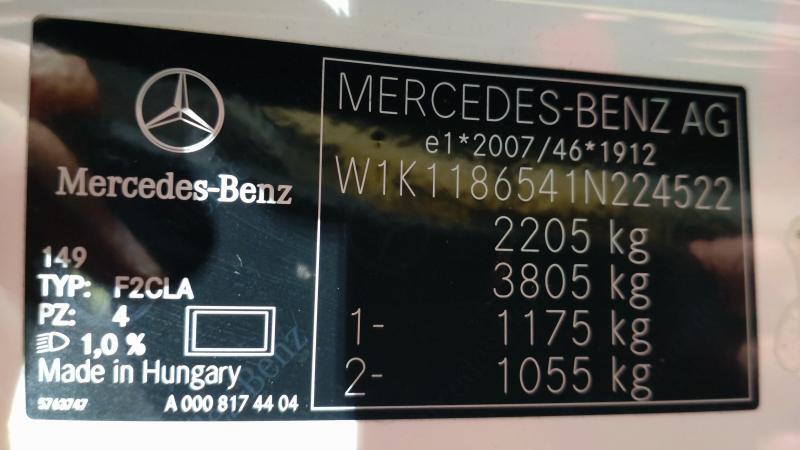 Mercedes-Benz
149
TYP: F2CLA
PZ: 4
1,0 %
Made in Hungary
5763747
A 000 817 44 04
MERCEDES-BENZ AG
e1*2007/46*1912
W1K1186541N224522
2205 kg
3805 kg
1- 1175 kg
2- 1055 kg